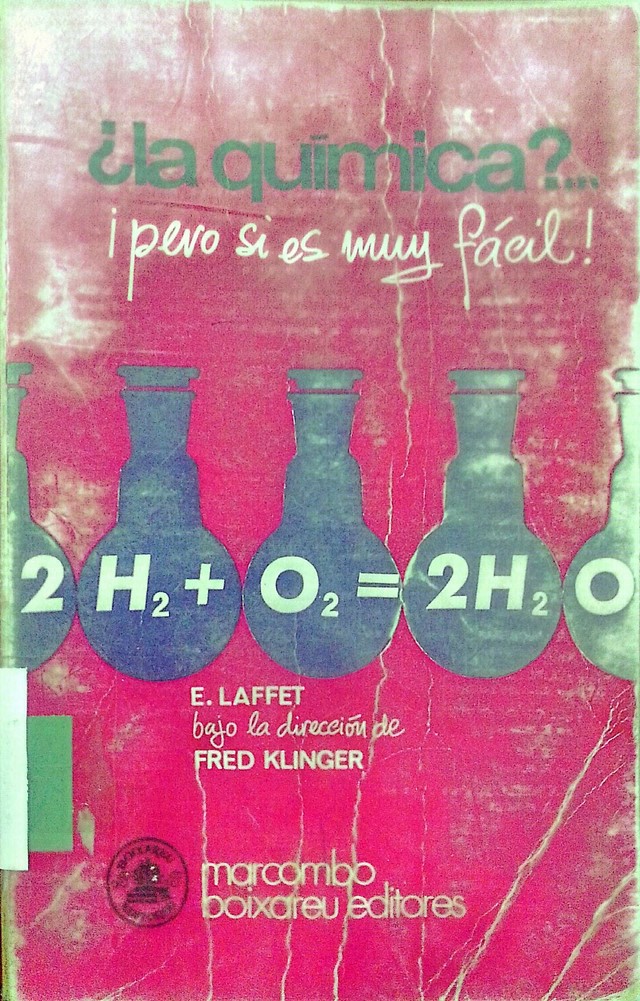 ¿la química?...
¡pero si es muy fácil!
2 H₂ + O₂ = 2H₂ O
E. LAFFET
bajo la dirección de
FRED KLINGER
marcombo
boixareu editores
BOIXAREU